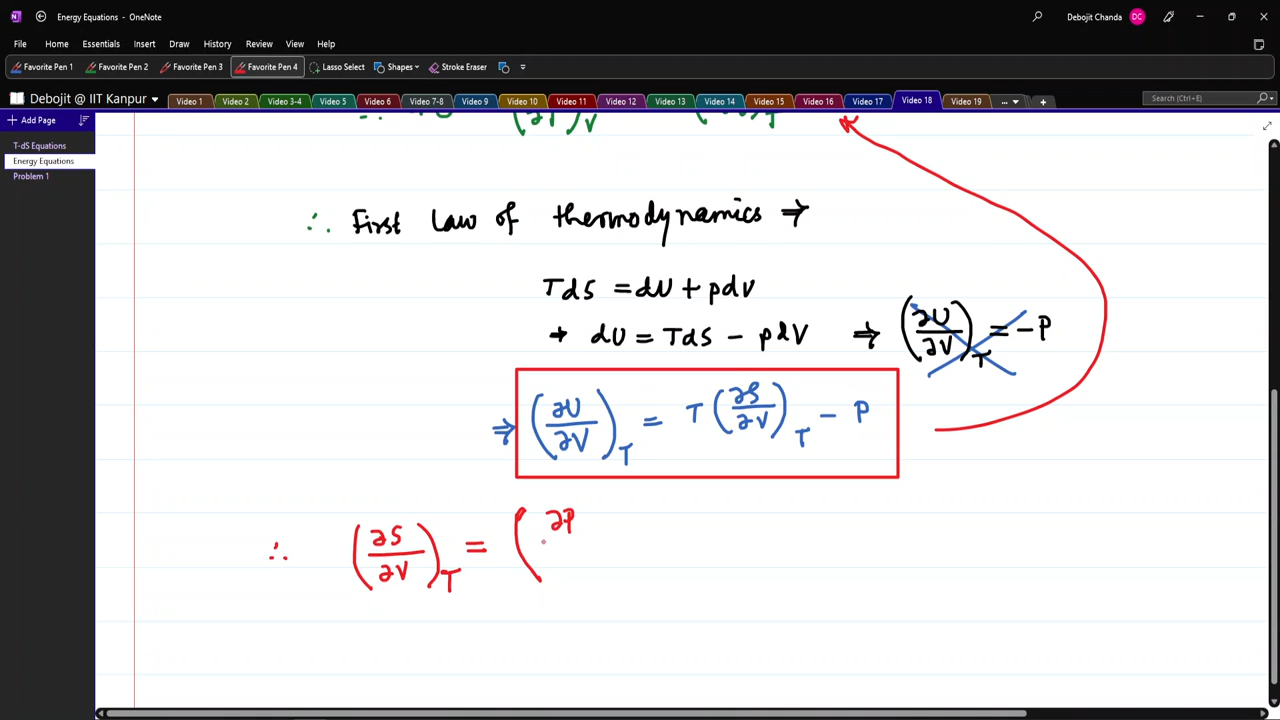 Energy Equations - OneNote
Debojit Chanda DC
File Home Essentials Insert Draw History Review View Help
Favorite Pen 1 Favorite Pen 2 Favorite Pen 3 Favorite Pen 4 Lasso Select Shapes Stroke Eraser
Debojit @ IIT Kanpur Video 1 Video 2 Video 3-4 Video 5 Video 6 Video 7-8 Video 9 Video 10 Video 11 Video 12 Video 13 Video 14 Video 15 Video 16 Video 17 Video 18 Video 19 ... + Search (Ctrl+E)
+ Add Page
T-dS Equations
Energy Equations
Problem 1
∴ First law of thermodynamics ⇒
TdS = dU + pdV
→ dU = TdS - pdV ⇒ (∂U/∂V)_T = -P
⇒ (∂U/∂V)_T = T (∂S/∂V)_T - P
∴ (∂S/∂V)_T = (∂P